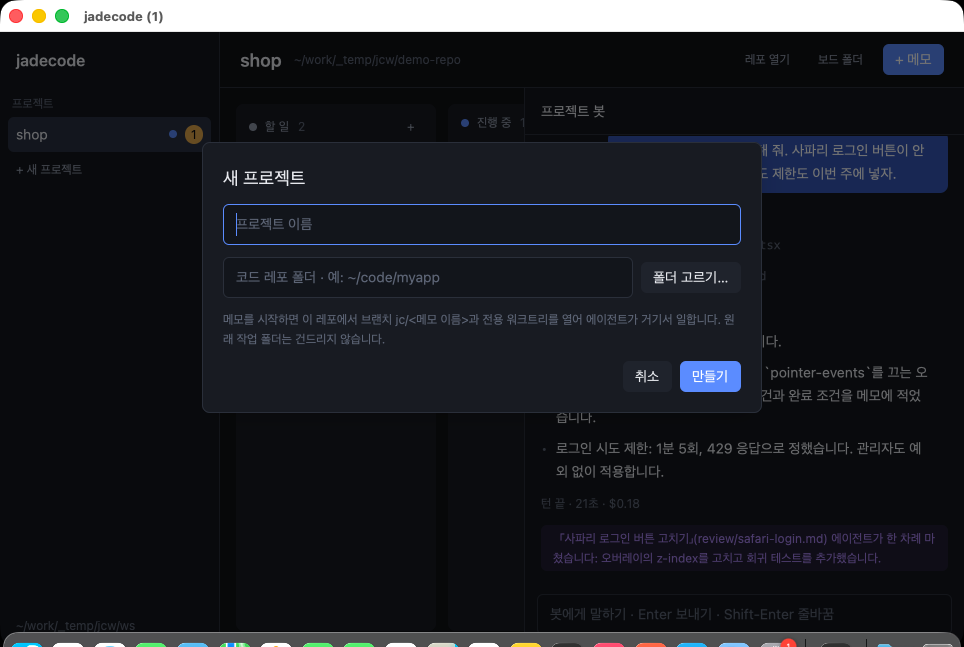 jadecode (1)
jadecode
shop ~/work/_temp/jcw/demo-repo
레포 열기
보드 폴더
+ 메모
프로젝트
shop 1
+ 새 프로젝트
할 일 2 +
진행 중 1
프로젝트 봇
줘. 사파리 로그인 버튼이 안
제한도 이번 주에 넣자.
새 프로젝트
프로젝트 이름
코드 레포 폴더 · 예: ~/code/myapp
폴더 고르기...
메모를 시작하면 이 레포에서 브랜치 jc/<메모 이름>과 전용 워크트리를 열어 에이전트가 거기서 일합니다. 원
래 작업 폴더는 건드리지 않습니다.
취소
만들기
`pointer-events`를 끄는 오
완료 조건을 메모에 적었
습니다.
· 로그인 시도 제한: 1분 5회, 429 응답으로 정했습니다. 관리자도 예
외 없이 적용합니다.
턴 끝 · 21초 · $0.18
「사파리 로그인 버튼 고치기」(review/safari-login.md) 에이전트가 한 차례 마
쳤습니다: 오버레이의 z-index를 고치고 회귀 테스트를 추가했습니다.
봇에게 말하기 · Enter 보내기 · Shift-Enter 줄바꿈
~/work/_temp/jcw/ws
1